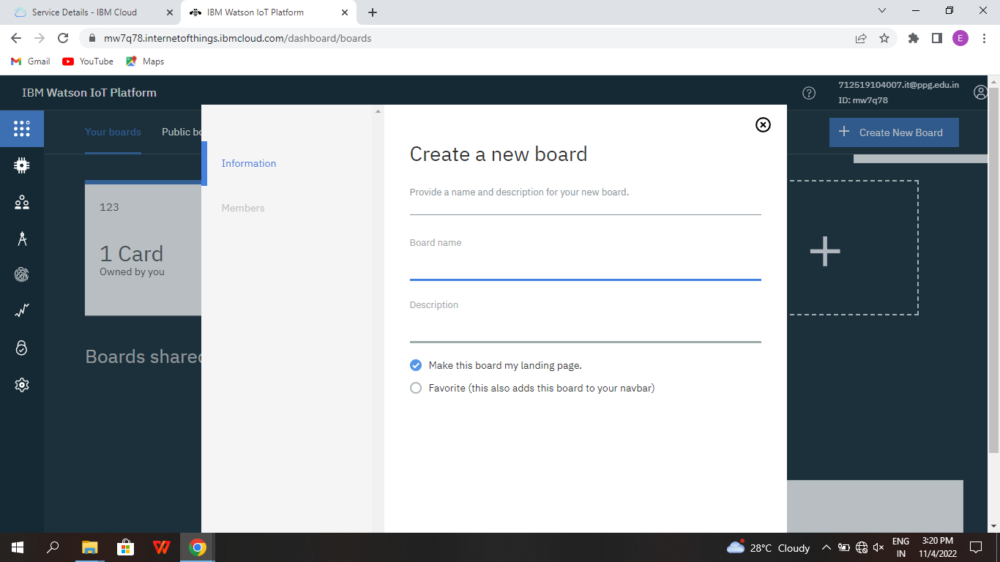 Service Details - IBM Cloud
IBM Watson IoT Platform
mw7q78.internetofthings.ibmcloud.com/dashboard/boards
E
Gmail
YouTube
Maps
IBM Watson IoT Platform
712519104007.it@ppg.edu.in
ID: mw7q78
Your boards
Public bo
Create New Board
Information
Members
Create a new board
Provide a name and description for your new board.
Board name
Description
Make this board my landing page.
Favorite (this also adds this board to your navbar)
123
1 Card
Owned by you
Boards shared
28°C Cloudy
ENG
IN
3:20 PM
11/4/2022